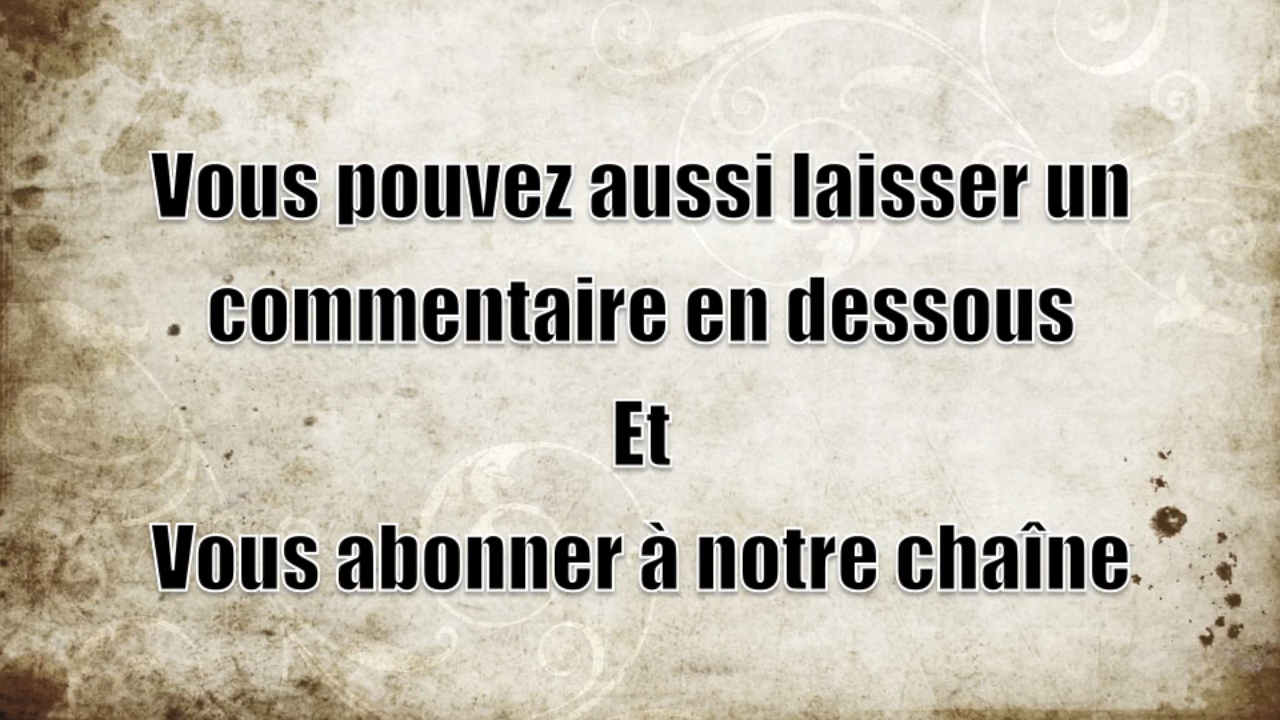 Vous pouvez aussi laisser un
commentaire en dessous
Et
Vous abonner à notre chaîne